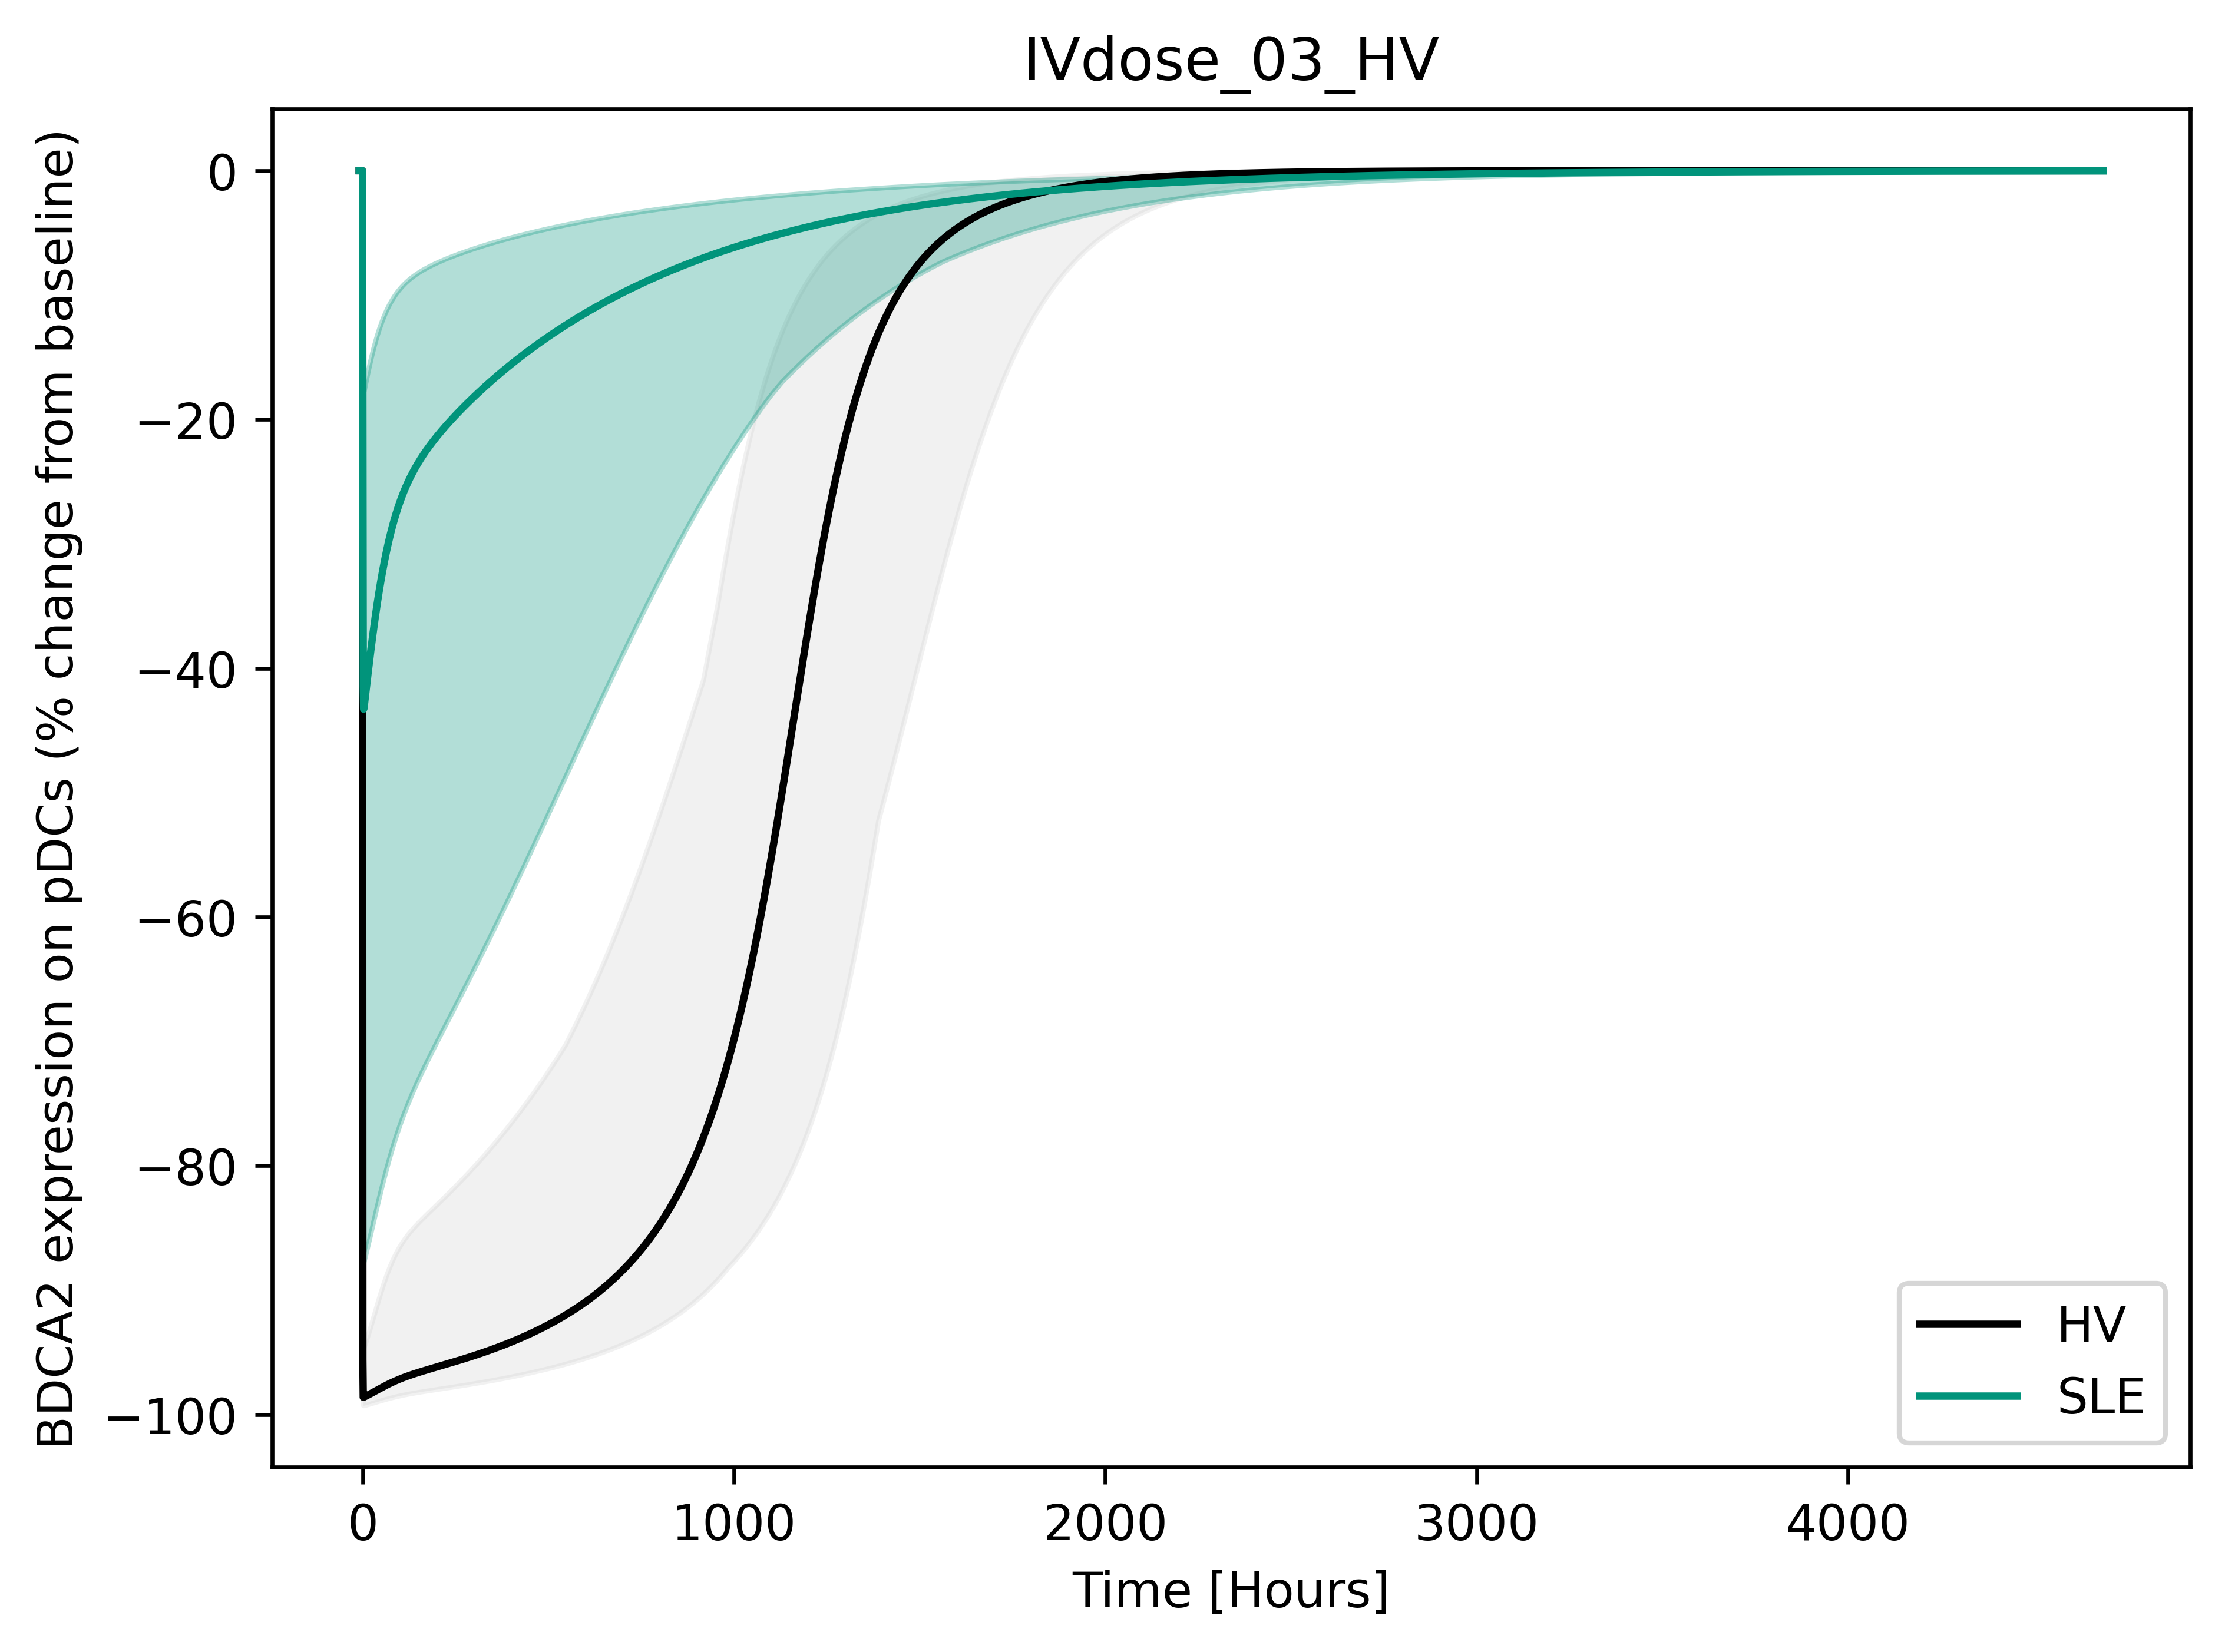 IVdose_03_HV
BDCA2 expression on pDCs (% change from baseline)
0
−20
−40
−60
−80
−100
0 1000 2000 3000 4000
Time [Hours]
HV
SLE